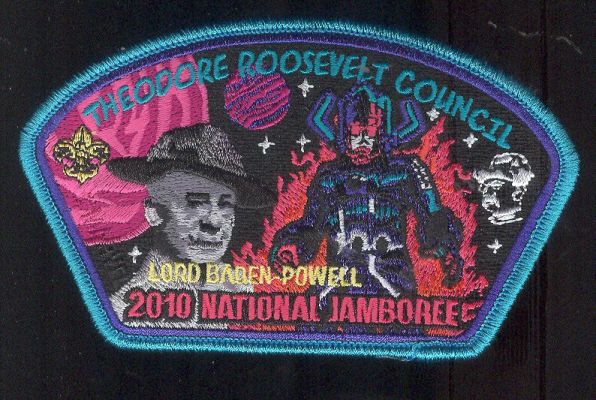 THEODORE ROOSEVELT COUNCIL
LORD BADEN-POWELL
2010 NATIONAL JAMBOREE